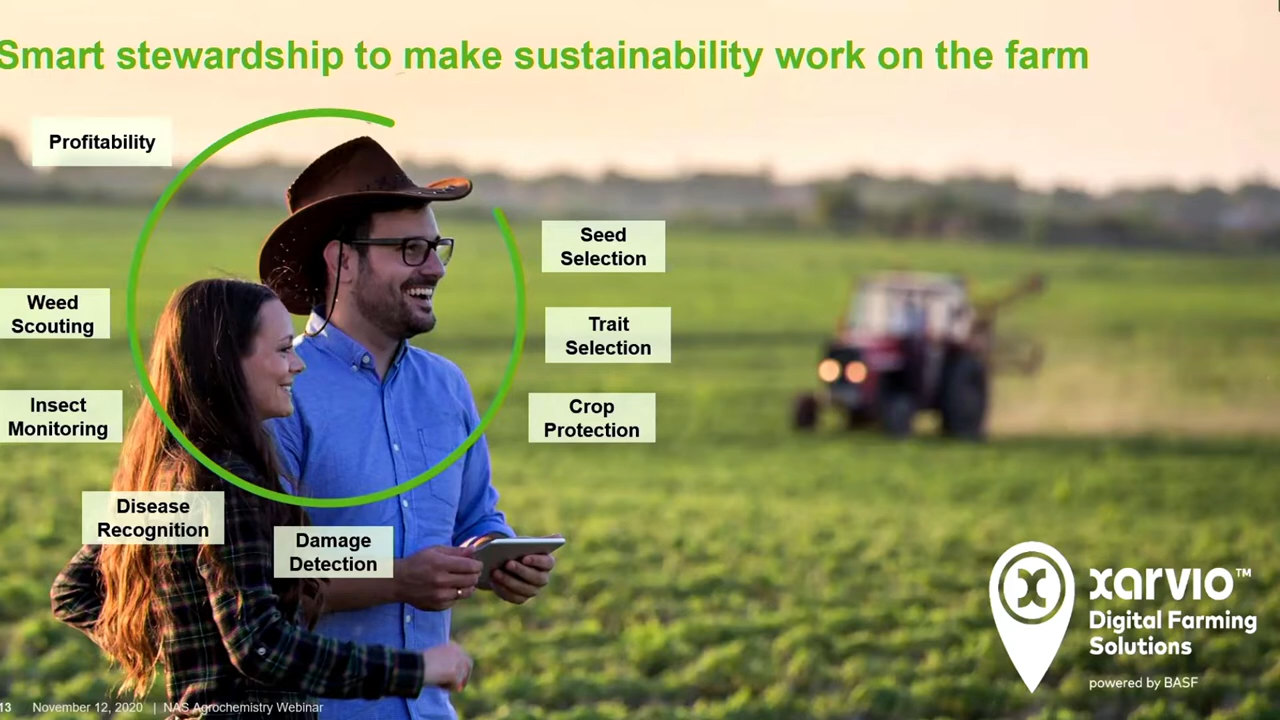 Smart stewardship to make sustainability work on the farm
Profitability
Seed
Selection
Trait
Selection
Crop
Protection
Weed
Scouting
Insect
Monitoring
Disease
Recognition
Damage
Detection
xarvio™
Digital Farming
Solutions
powered by BASF
13 November 12, 2020 | NAS Agrochemistry Webinar